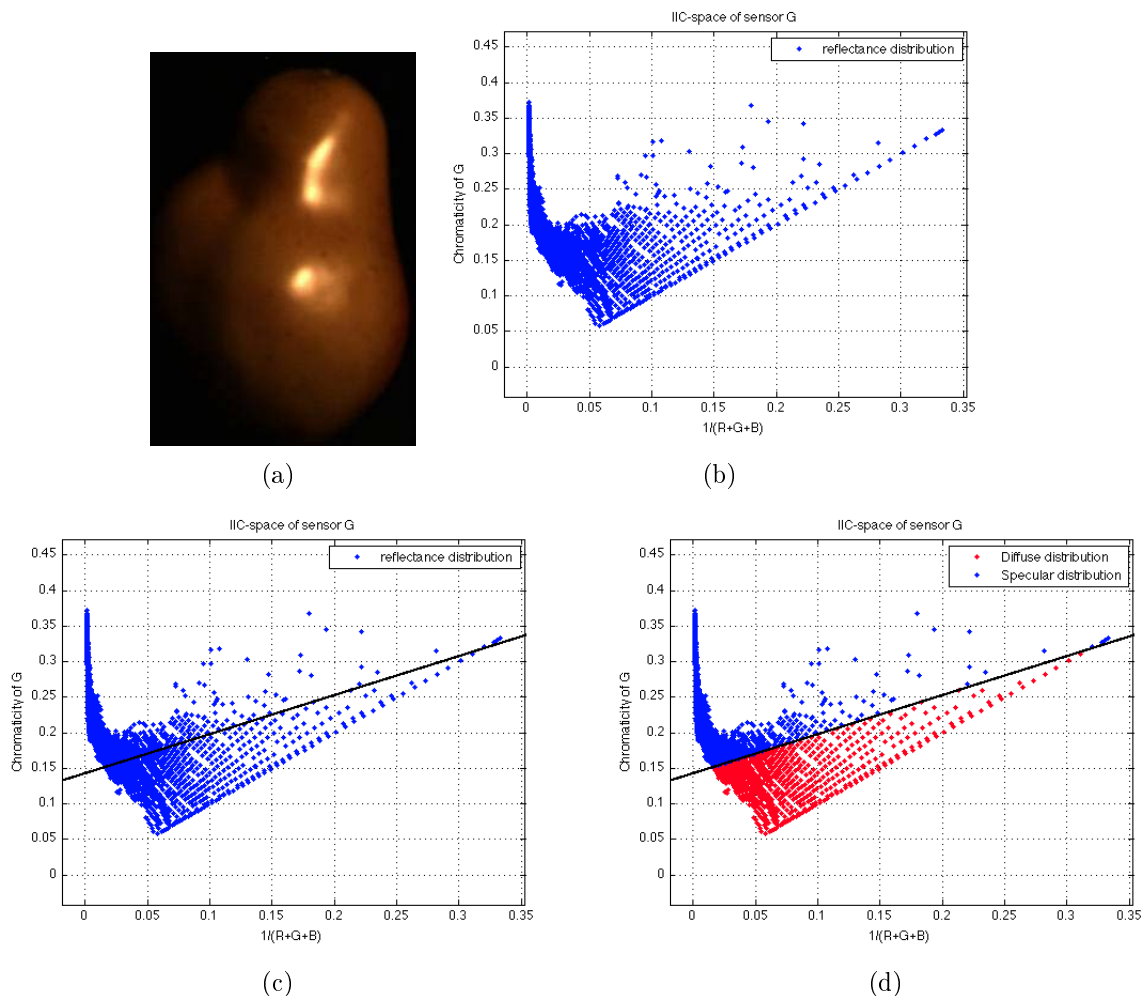 IIC-space of sensor G
reflectance distribution
0.45
0.4
0.35
0.3
0.25
0.2
0.15
0.1
0.05
0
Chromaticity of G
0 0.05 0.1 0.15 0.2 0.25 0.3 0.35
1/(R+G+B)
(a)
(b)
IIC-space of sensor G
reflectance distribution
0.45
0.4
0.35
0.3
0.25
0.2
0.15
0.1
0.05
0
Chromaticity of G
0 0.05 0.1 0.15 0.2 0.25 0.3 0.35
1/(R+G+B)
(c)
IIC-space of sensor G
Diffuse distribution
Specular distribution
0.45
0.4
0.35
0.3
0.25
0.2
0.15
0.1
0.05
0
Chromaticity of G
0 0.05 0.1 0.15 0.2 0.25 0.3 0.35
1/(R+G+B)
(d)